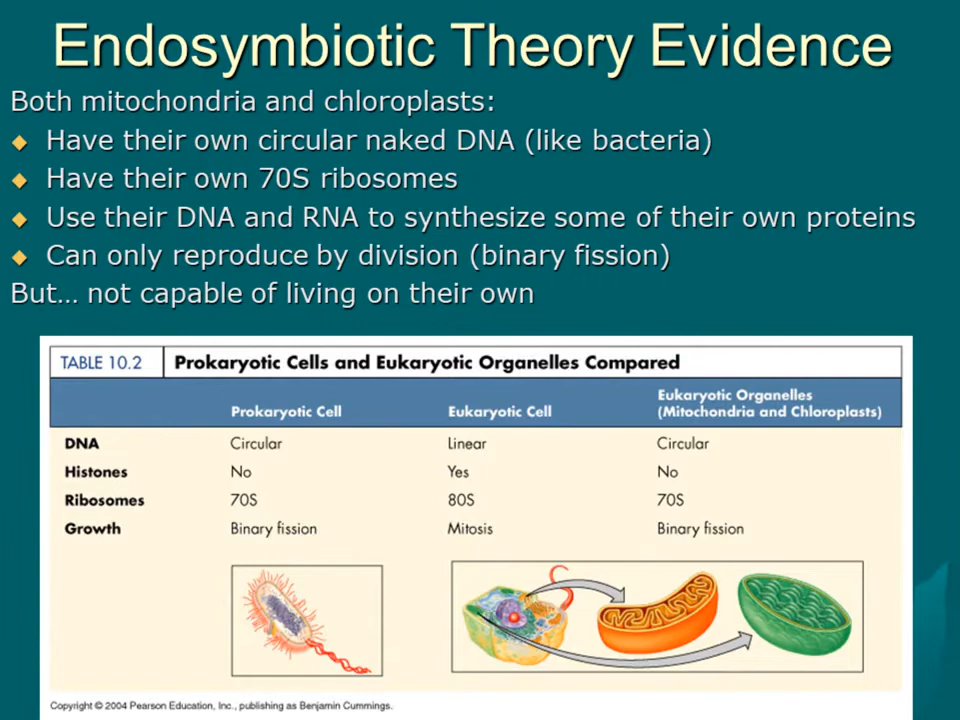 Endosymbiotic Theory Evidence
Both mitochondria and chloroplasts:
Have their own circular naked DNA (like bacteria)
Have their own 70S ribosomes
Use their DNA and RNA to synthesize some of their own proteins
Can only reproduce by division (binary fission)
But… not capable of living on their own
TABLE 10.2 Prokaryotic Cells and Eukaryotic Organelles Compared
Prokaryotic Cell Eukaryotic Cell Eukaryotic Organelles (Mitochondria and Chloroplasts)
DNA Circular Linear Circular
Histones No Yes No
Ribosomes 70S 80S 70S
Growth Binary fission Mitosis Binary fission
Copyright © 2004 Pearson Education, Inc., publishing as Benjamin Cummings.